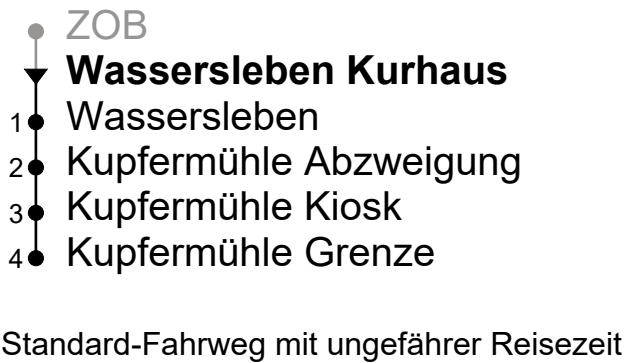 ZOB
Wassersleben Kurhaus
1 Wassersleben
2 Kupfermühle Abzweigung
3 Kupfermühle Kiosk
4 Kupfermühle Grenze
Standard-Fahrweg mit ungefährer Reisezeit